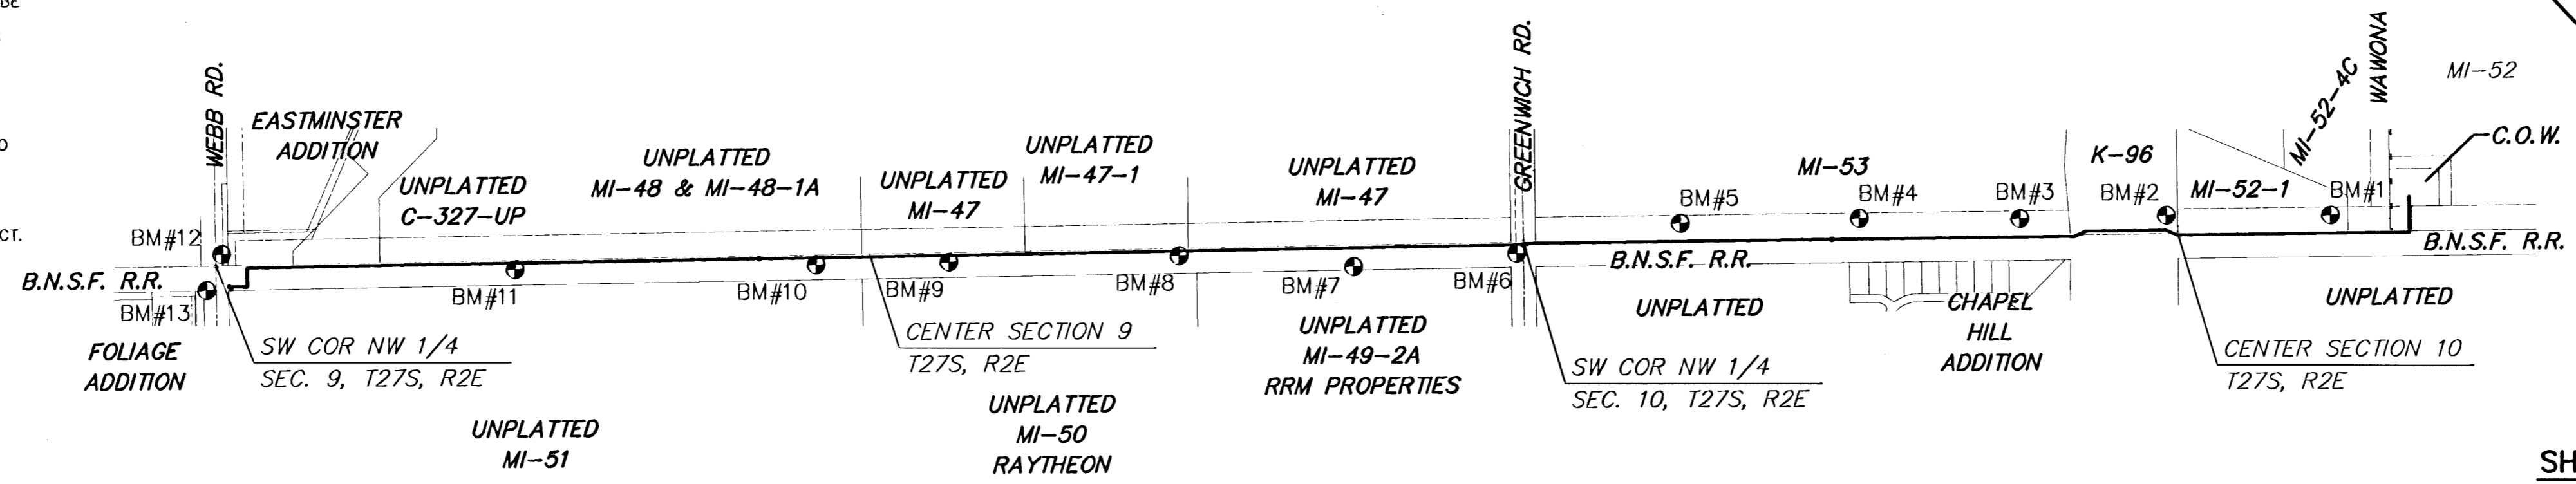 BE
O
CT.
WEBB RD.
EASTMINSTER
ADDITION
UNPLATTED
C-327-UP
UNPLATTED
MI-48 & MI-48-1A
UNPLATTED
MI-47
UNPLATTED
MI-47-1
UNPLATTED
MI-47
GREENWICH RD.
MI-53
K-96
MI-52-1
MI-52-4C
WAWONA
MI-52
C.O.W.
BM#12
BM#13
BM#11
BM#10
BM#9
BM#8
BM#7
BM#6
BM#5
BM#4
BM#3
BM#2
BM#1
B.N.S.F. R.R.
B.N.S.F. R.R.
B.N.S.F. R.R.
FOLIAGE
ADDITION
SW COR NW 1/4
SEC. 9, T27S, R2E
UNPLATTED
MI-51
CENTER SECTION 9
T27S, R2E
UNPLATTED
MI-50
RAYTHEON
UNPLATTED
MI-49-2A
RRM PROPERTIES
SW COR NW 1/4
SEC. 10, T27S, R2E
UNPLATTED
CHAPEL
HILL
ADDITION
UNPLATTED
CENTER SECTION 10
T27S, R2E
SH